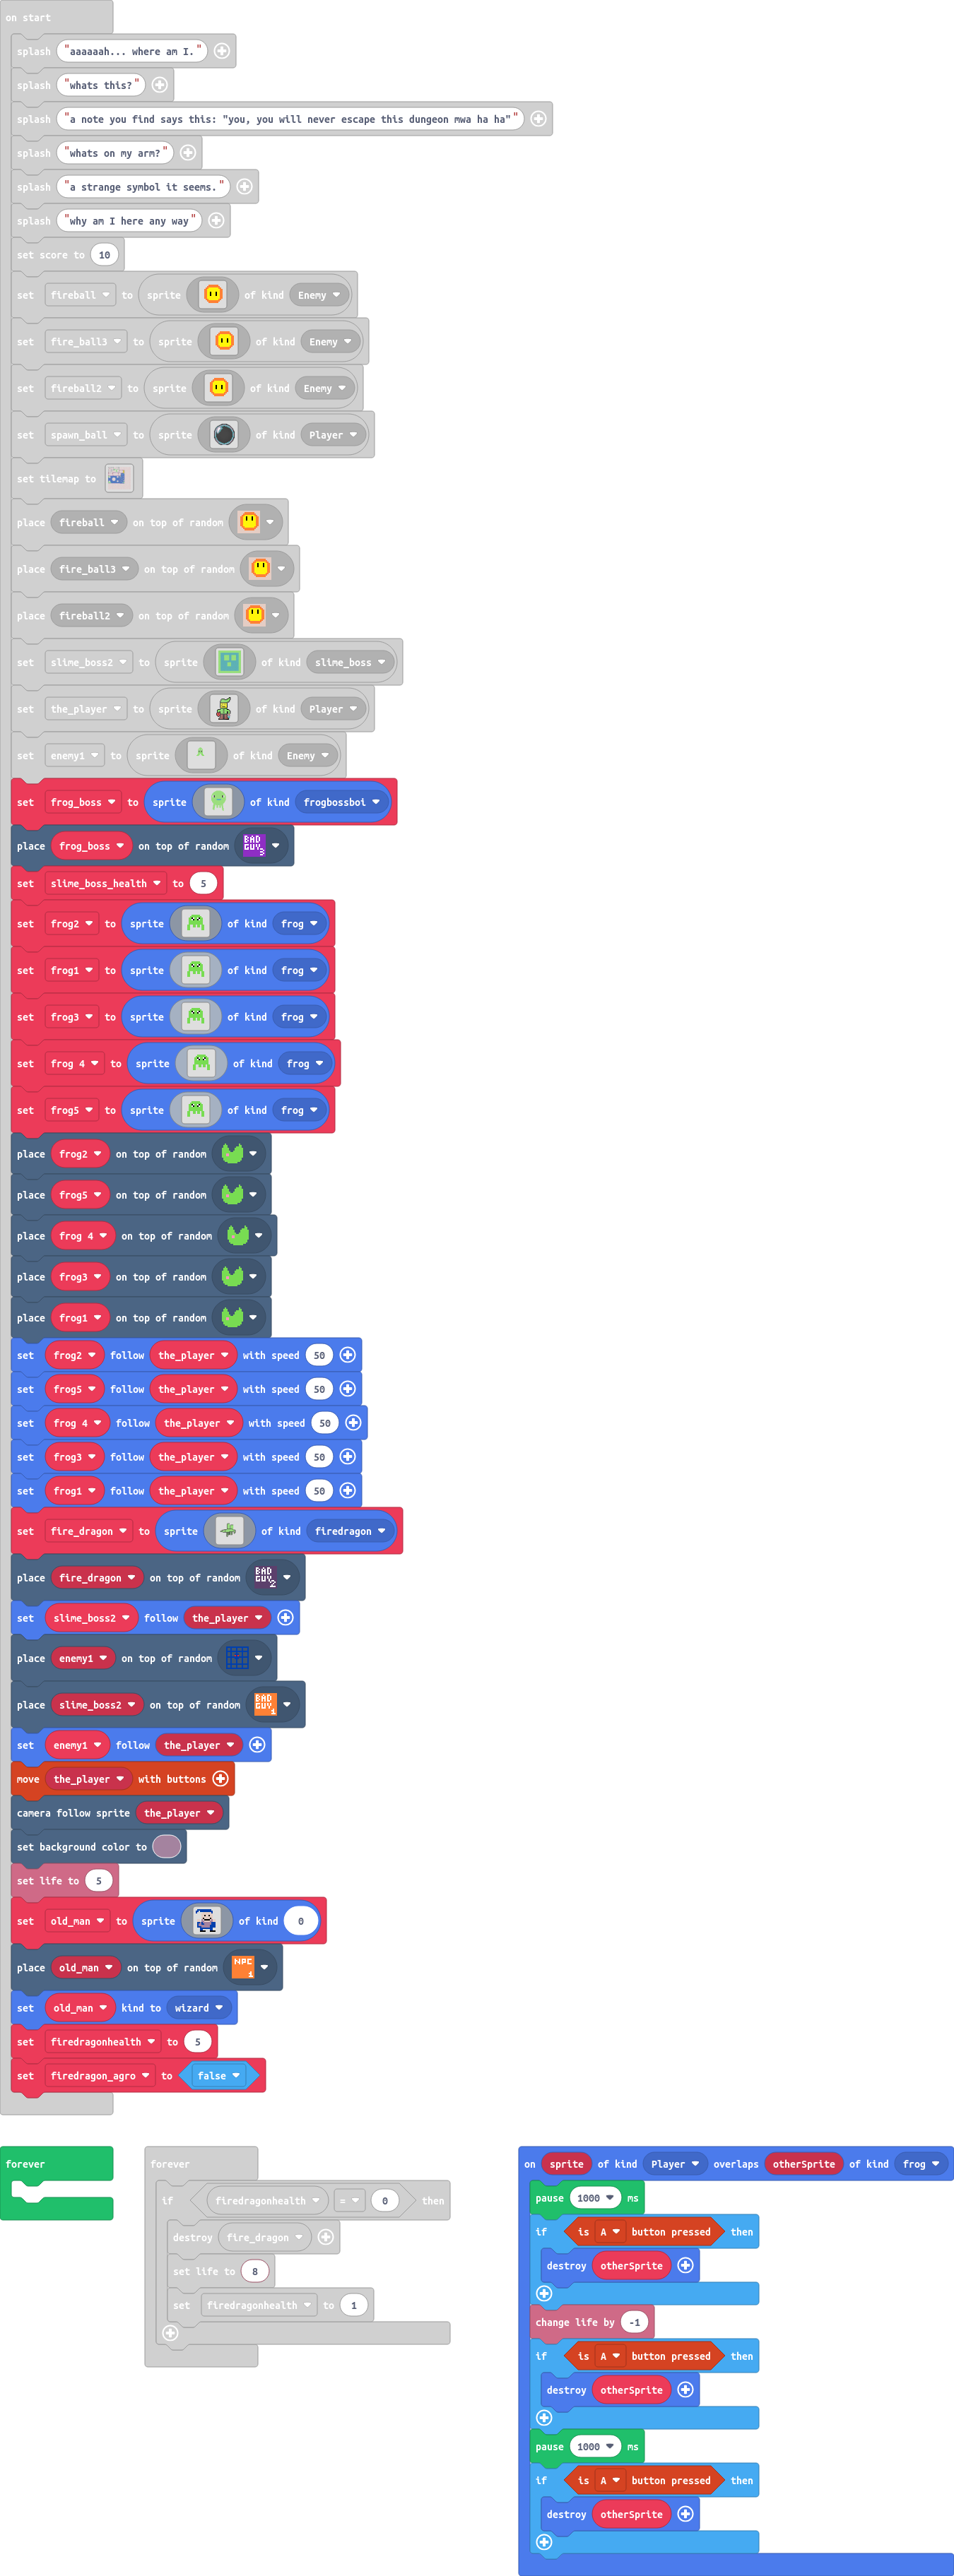 on start
splash "aaaaaah... where am I."
splash "whats this?"
splash "a note you find says this: "you, you will never escape this dungeon mwa ha ha"
splash "whats on my arm?"
splash "a strange symbol it seems."
splash "why am I here any way"
set score to 10
set fireball to sprite of kind Enemy
set fire_ball3 to sprite of kind Enemy
set fireball2 to sprite of kind Enemy
set spawn_ball to sprite of kind Player
set tilemap to
place fireball on top of random
place fire_ball3 on top of random
place fireball2 on top of random
set slime_boss2 to sprite of kind slime_boss
set the_player to sprite of kind Player
set enemy1 to sprite of kind Enemy
set frog_boss to sprite of kind frogbossboi
place frog_boss on top of random BAD GUY 3
set slime_boss_health to 5
set frog2 to sprite of kind frog
set frog1 to sprite of kind frog
set frog3 to sprite of kind frog
set frog 4 to sprite of kind frog
set frog5 to sprite of kind frog
place frog2 on top of random
place frog5 on top of random
place frog 4 on top of random
place frog3 on top of random
place frog1 on top of random
set frog2 follow the_player with speed 50
set frog5 follow the_player with speed 50
set frog 4 follow the_player with speed 50
set frog3 follow the_player with speed 50
set frog1 follow the_player with speed 50
set fire_dragon to sprite of kind firedragon
place fire_dragon on top of random BAD GUY 2
set slime_boss2 follow the_player
place enemy1 on top of random
place slime_boss2 on top of random BAD GUY 1
set enemy1 follow the_player
move the_player with buttons
camera follow sprite the_player
set background color to
set life to 5
set old_man to sprite of kind 0
place old_man on top of random NPC 1
set old_man kind to wizard
set firedragonhealth to 5
set firedragon_agro to false
forever
forever
if firedragonhealth = 0 then
destroy fire_dragon
set life to 8
set firedragonhealth to 1
on sprite of kind Player overlaps otherSprite of kind frog
pause 1000 ms
if is A button pressed then
destroy otherSprite
change life by -1
if is A button pressed then
destroy otherSprite
pause 1000 ms
if is A button pressed then
destroy otherSprite